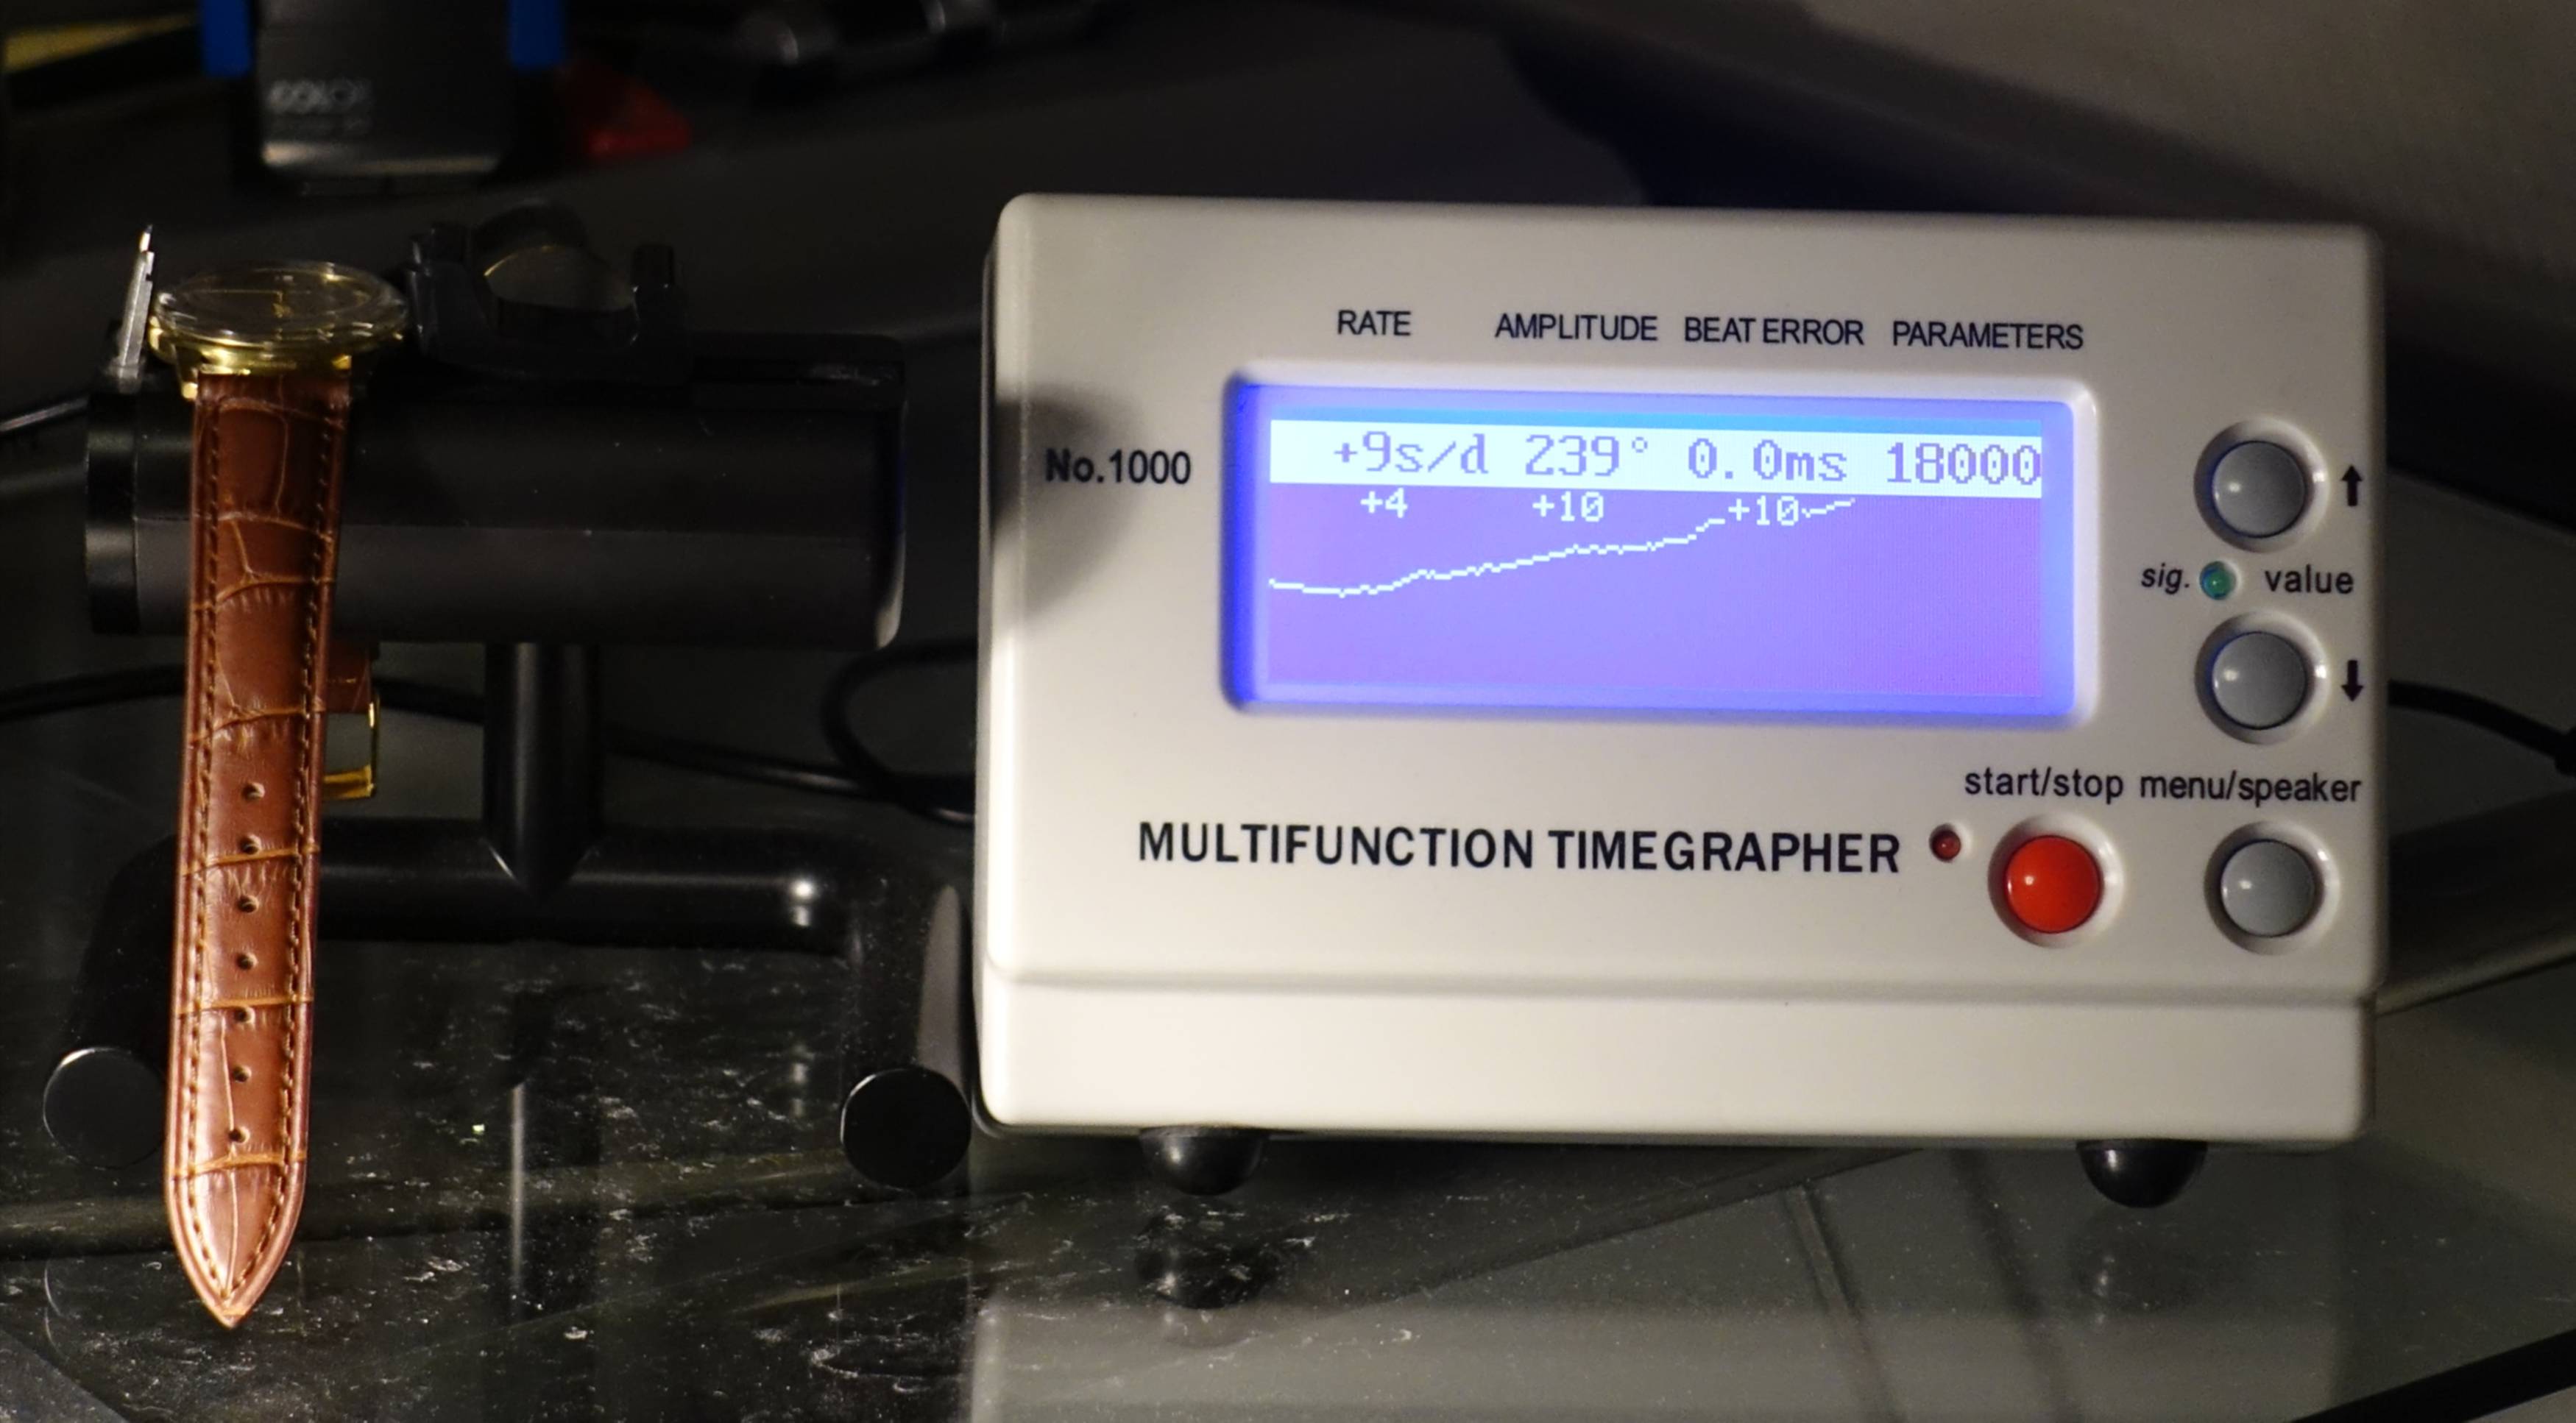 COLOP
RATE AMPLITUDE BEAT ERROR PARAMETERS
No.1000
+9s/d 239° 0.0ms 18000
+4 +10 +10
sig. value
start/stop menu/speaker
MULTIFUNCTION TIMEGRAPHER